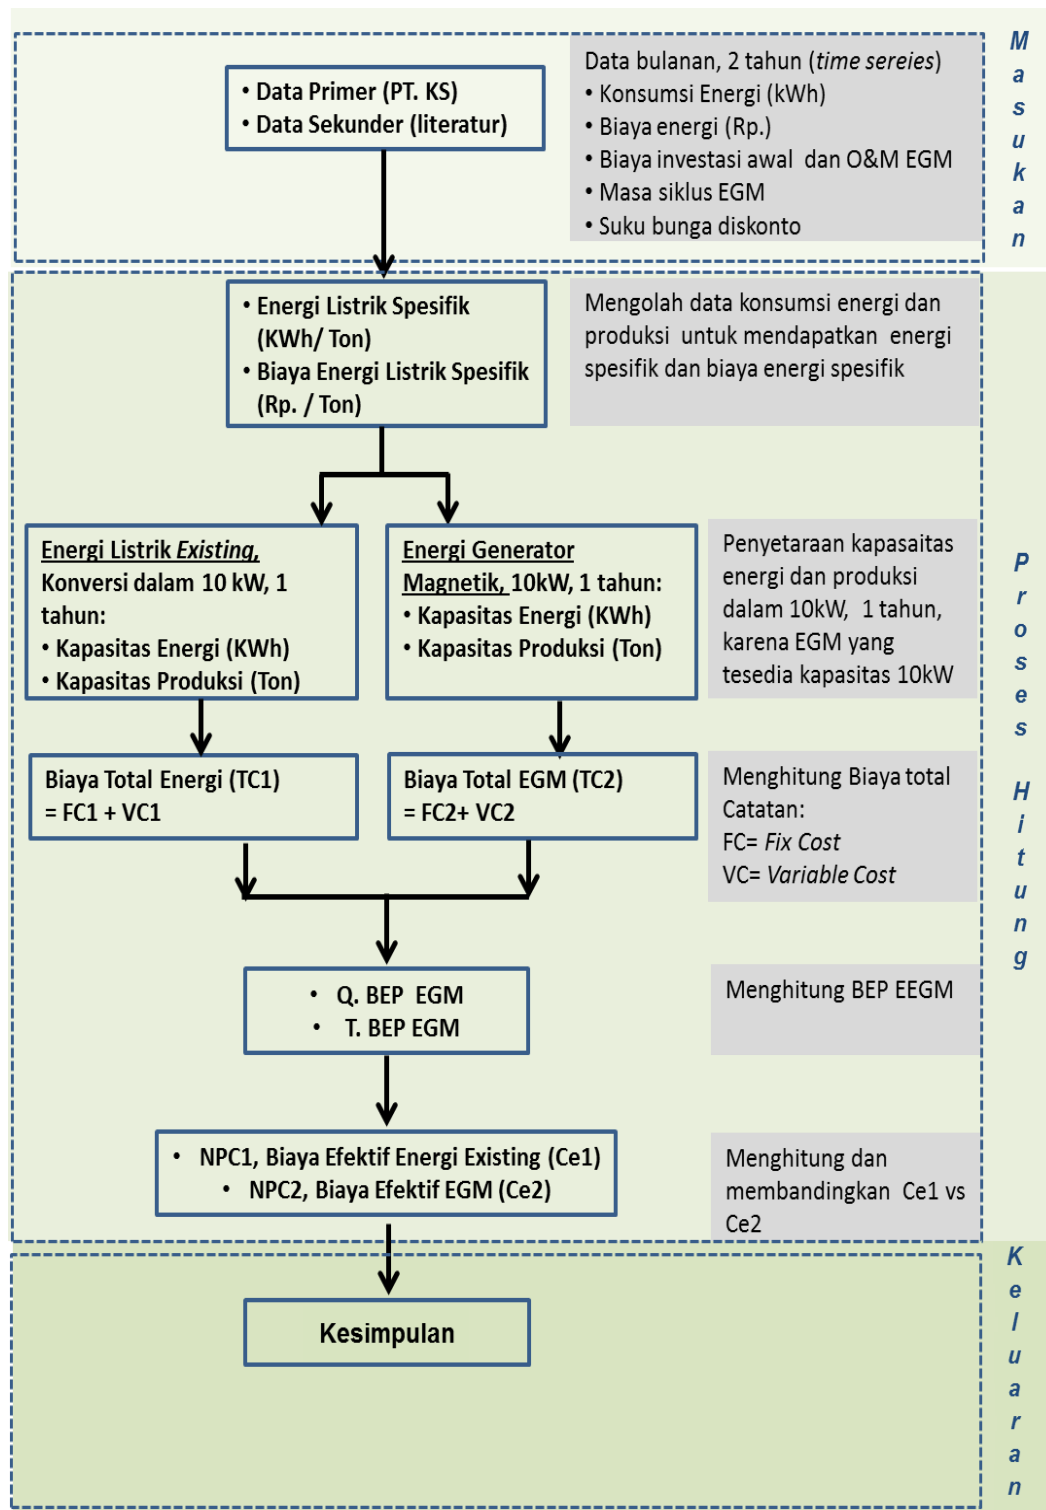 • Data Primer (PT. KS)
• Data Sekunder (literatur)
Data bulanan, 2 tahun (time sereies)
• Konsumsi Energi (kWh)
• Biaya energi (Rp.)
• Biaya investasi awal dan O&M EGM
• Masa siklus EGM
• Suku bunga diskonto
Masukan
• Energi Listrik Spesifik
(KWh/ Ton)
• Biaya Energi Listrik Spesifik
(Rp. / Ton)
Mengolah data konsumsi energi dan
produksi untuk mendapatkan energi
spesifik dan biaya energi spesifik
Energi Listrik Existing,
Konversi dalam 10 kW, 1
tahun:
• Kapasitas Energi (KWh)
• Kapasitas Produksi (Ton)
Energi Generator
Magnetik, 10kW, 1 tahun:
• Kapasitas Energi (KWh)
• Kapasitas Produksi (Ton)
Penyetaraan kapasaitas
energi dan produksi
dalam 10kW, 1 tahun,
karena EGM yang
tesedia kapasitas 10kW
Proses Hitung
Biaya Total Energi (TC1)
= FC1 + VC1
Biaya Total EGM (TC2)
= FC2+ VC2
Menghitung Biaya total
Catatan:
FC= Fix Cost
VC= Variable Cost
• Q. BEP EGM
• T. BEP EGM
Menghitung BEP EEGM
• NPC1, Biaya Efektif Energi Existing (Ce1)
• NPC2, Biaya Efektif EGM (Ce2)
Menghitung dan
membandingkan Ce1 vs
Ce2
Kesimpulan
Keluaran